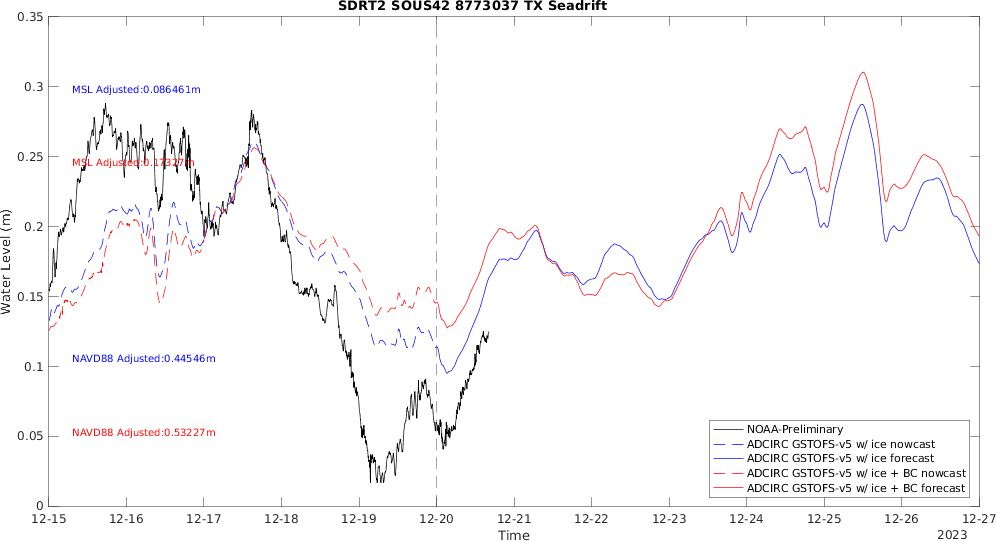 SDRT2 SOUS42 8773037 TX Seadrift
0.35
0.3
0.25
0.2
0.15
0.1
0.05
0
Water Level (m)
MSL Adjusted:0.086461m
MSL Adjusted:0.17327m
NAVD88 Adjusted:0.44546m
NAVD88 Adjusted:0.53227m
NOAA-Preliminary
ADCIRC GSTOFS-v5 w/ ice nowcast
ADCIRC GSTOFS-v5 w/ ice forecast
ADCIRC GSTOFS-v5 w/ ice + BC nowcast
ADCIRC GSTOFS-v5 w/ ice + BC forecast
12-15 12-16 12-17 12-18 12-19 12-20 12-21 12-22 12-23 12-24 12-25 12-26 12-27
Time
2023